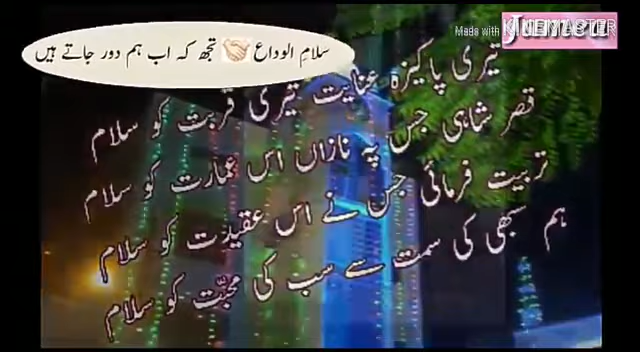 Made with KINEMASTER
سلامِ الوداع 🤝 تجھ کہ اب ہم دور جاتے ہیں
تیری پاکیزہ عنایت تیری قربت کو سلام
قصر شاہی جس پہ نازاں اس عمارت کو سلام
تربیت فرمائی جس نے اس عقیدت کو سلام
ہم سبھی کی سمت سے سب کی محبّت کو سلام